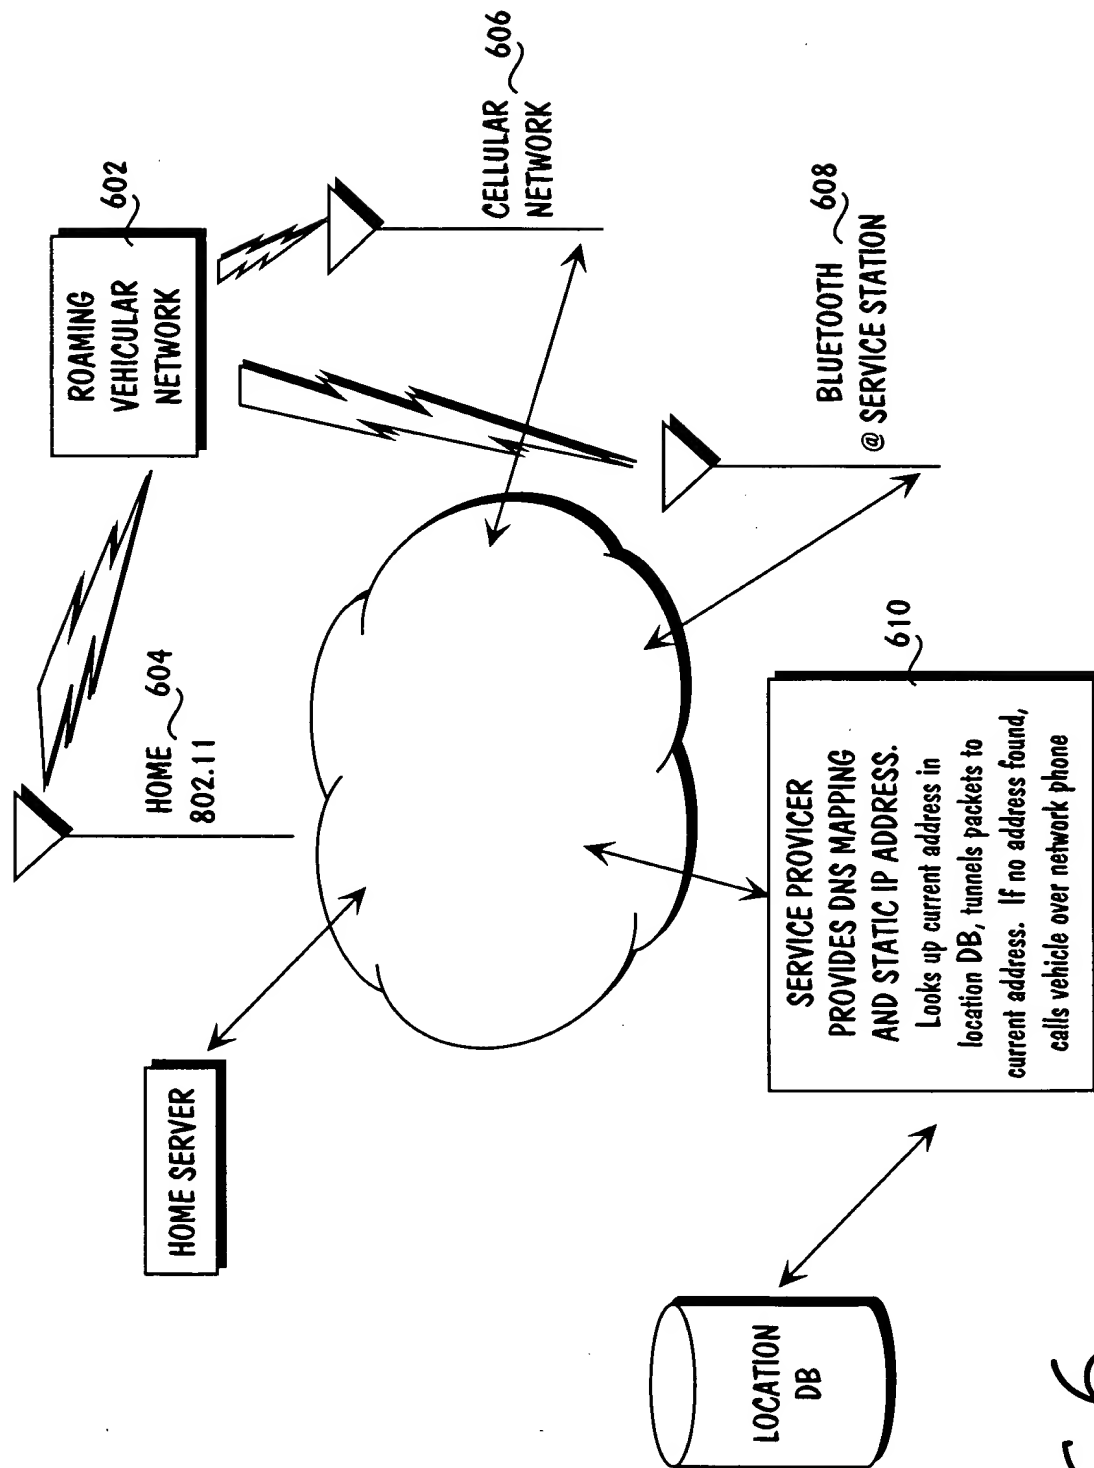 HOME 604
802.11
ROAMING
VEHICULAR
NETWORK
602
CELLULAR 606
NETWORK
HOME SERVER
BLUETOOTH 608
@ SERVICE STATION
610
SERVICE PROVICER
PROVIDES DNS MAPPING
AND STATIC IP ADDRESS.
Looks up current address in
location DB, tunnels packets to
current address. If no address found,
calls vehicle over network phone
LOCATION
DB